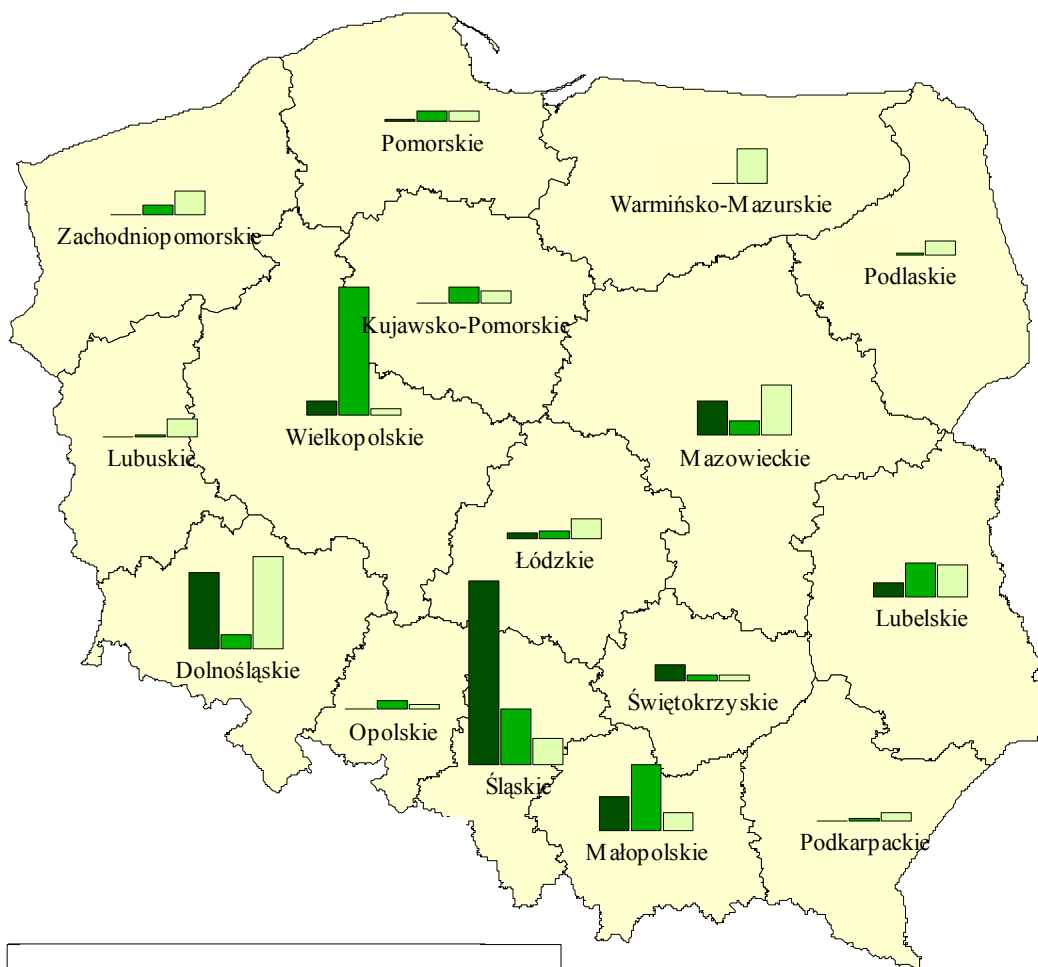 Pomorskie
Warmińsko-Mazurskie
Zachodniopomorskie
Podlaskie
Kujawsko-Pomorskie
Wielkopolskie
Lubuskie
Mazowieckie
Łódzkie
Lubelskie
Dolnośląskie
Świętokrzyskie
Opolskie
Śląskie
Małopolskie
Podkarpackie